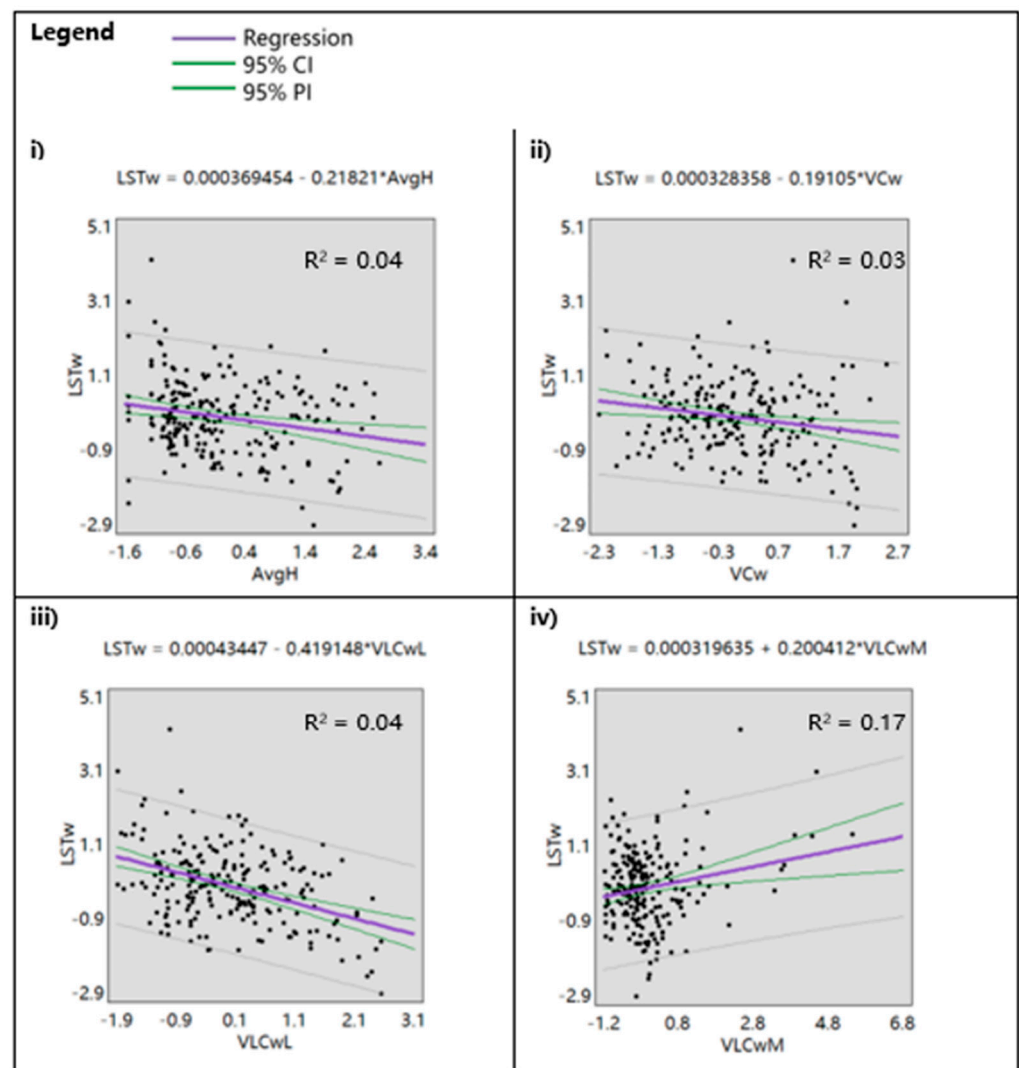 Legend
Regression
95% CI
95% PI
i)
LSTw = 0.000369454 - 0.21821*AvgH
R² = 0.04
5.1
3.1
1.1
-0.9
-2.9
LSTw
-1.6 -0.6 0.4 1.4 2.4 3.4
AvgH
ii)
LSTw = 0.000328358 - 0.19105*VCw
R² = 0.03
5.1
3.1
1.1
-0.9
-2.9
LSTw
-2.3 -1.3 -0.3 0.7 1.7 2.7
VCw
iii)
LSTw = 0.00043447 - 0.419148*VLCwL
R² = 0.04
5.1
3.1
1.1
-0.9
-2.9
LSTw
-1.9 -0.9 0.1 1.1 2.1 3.1
VLCwL
iv)
LSTw = 0.000319635 + 0.200412*VLCwM
R² = 0.17
5.1
3.1
1.1
-0.9
-2.9
LSTw
-1.2 0.8 2.8 4.8 6.8
VLCwM